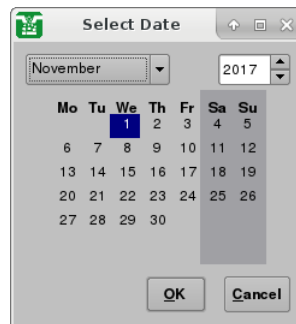 Select Date
November 2017
Mo Tu We Th Fr Sa Su
1 2 3 4 5
6 7 8 9 10 11 12
13 14 15 16 17 18 19
20 21 22 23 24 25 26
27 28 29 30
OK Cancel